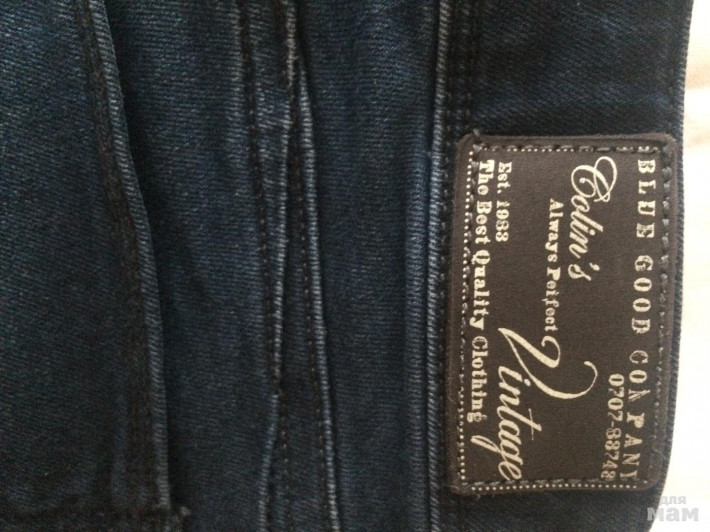 BLUE GOOD COMPANY
0707-88748
Colin's
Always Perfect
Vintage
Est. 1983
The Best Quality Clothing
для
мам